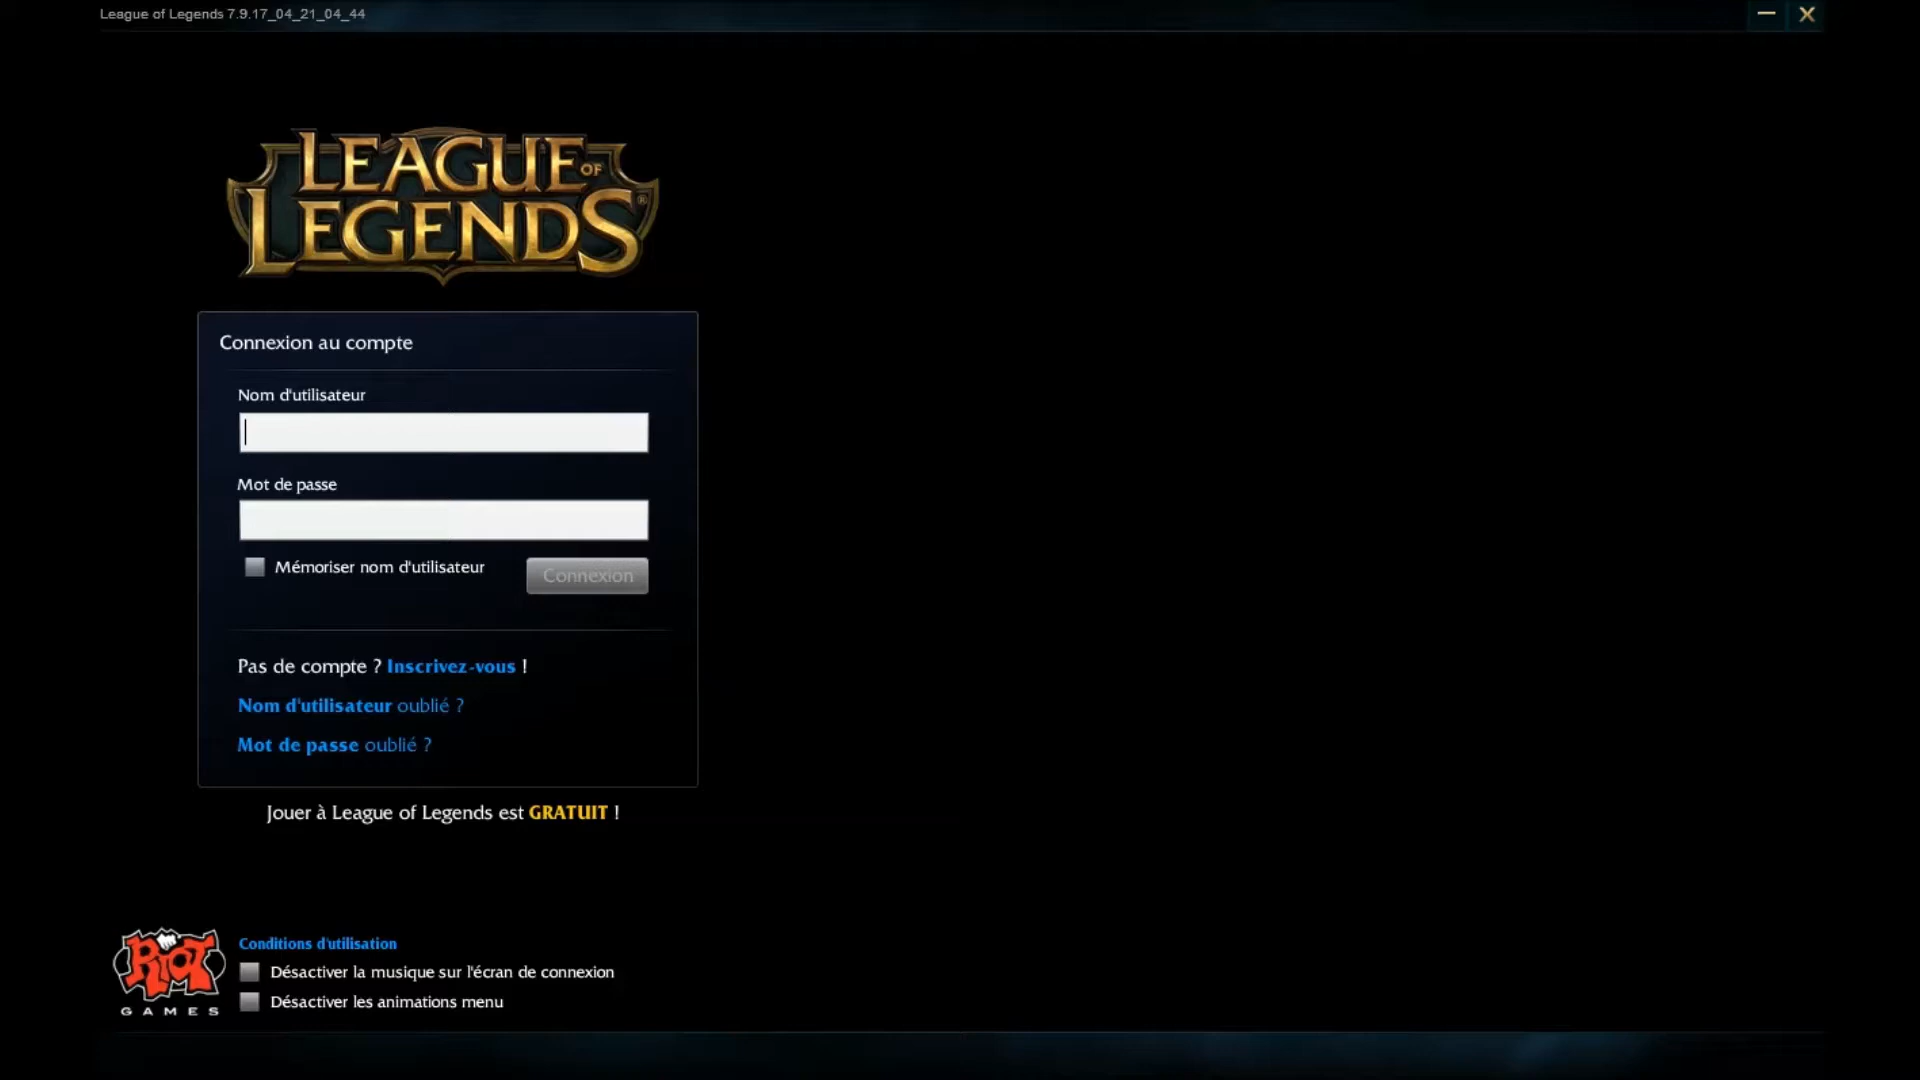 League of Legends 7.9.17_04_21_04_44
LEAGUE OF
LEGENDS®
Connexion au compte
Nom d'utilisateur
Mot de passe
Mémoriser nom d'utilisateur
Connexion
Pas de compte ? Inscrivez-vous !
Nom d'utilisateur oublié ?
Mot de passe oublié ?
Jouer à League of Legends est GRATUIT !
RIOT
GAMES
Conditions d'utilisation
Désactiver la musique sur l'écran de connexion
Désactiver les animations menu